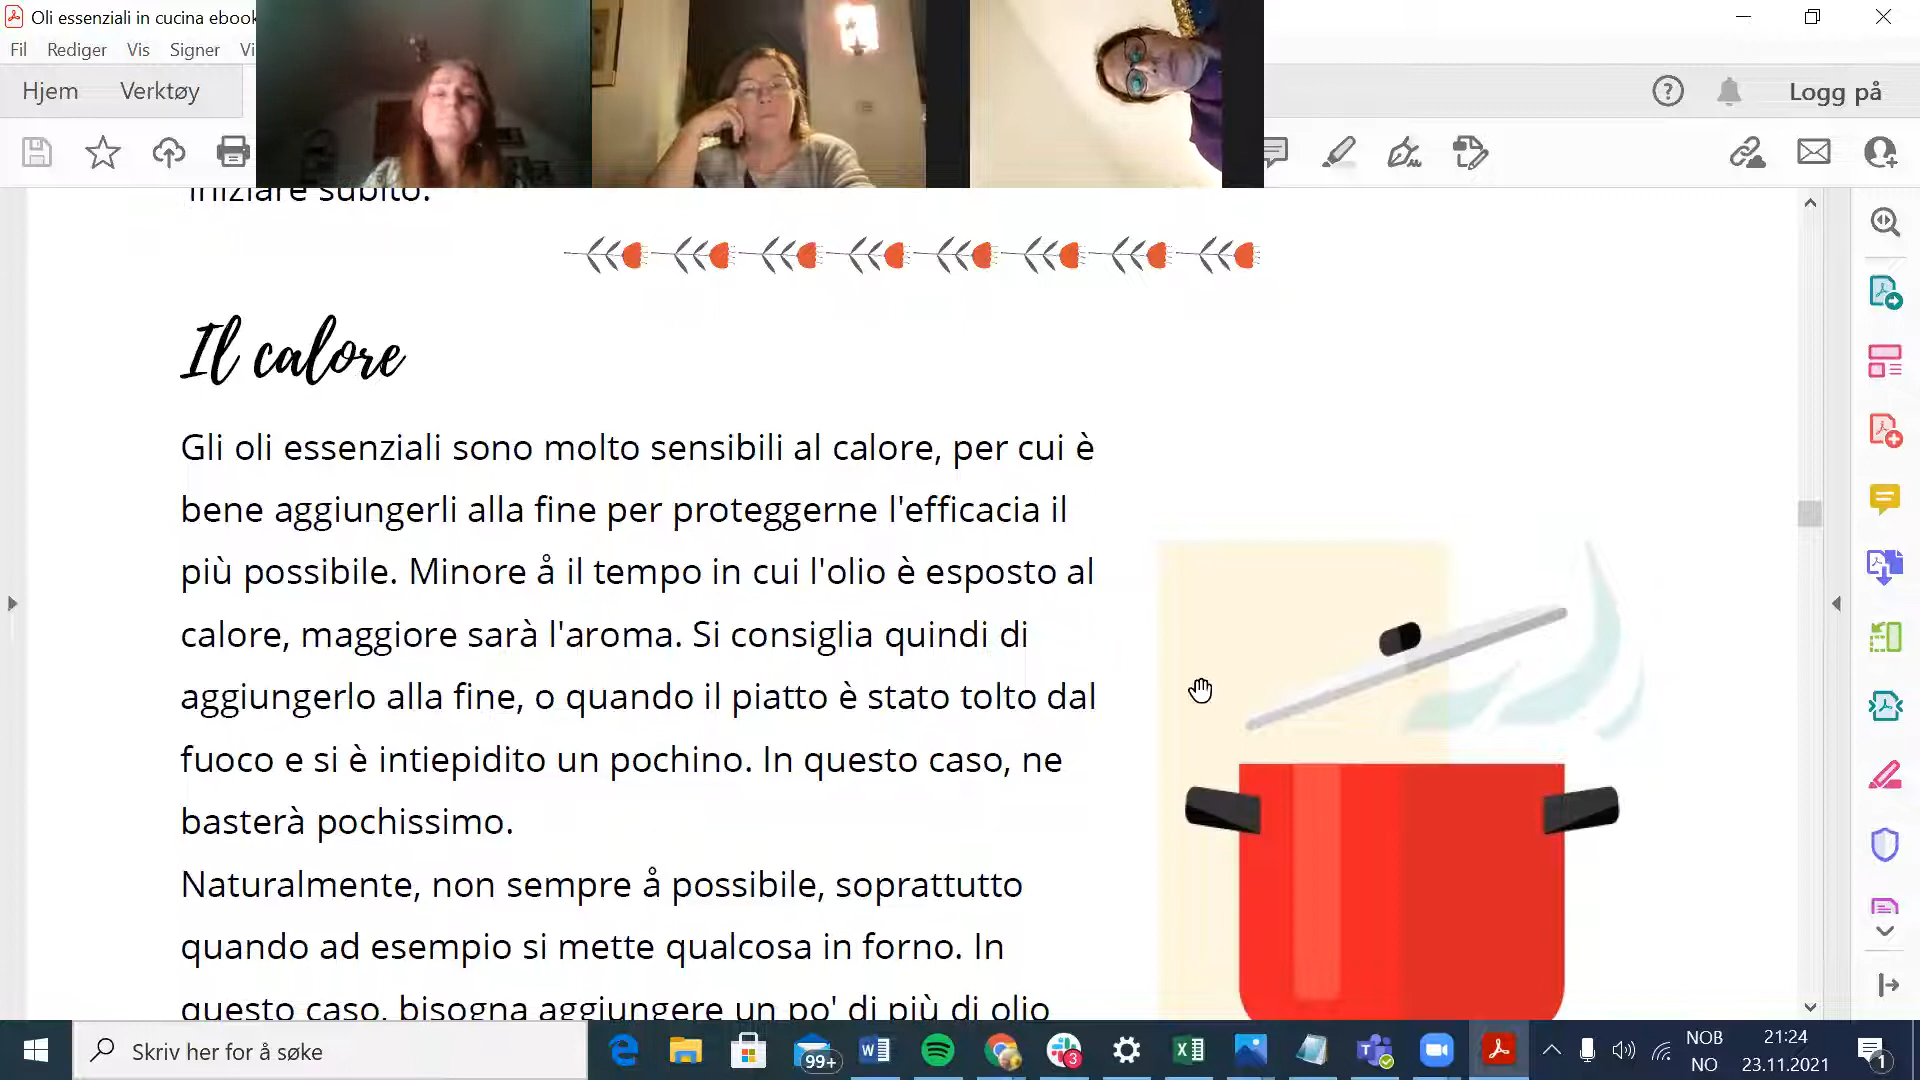 Oli essenziali in cucina ebook
Fil Rediger Vis Signer Vi
Hjem Verktøy
Logg på
iniziare subito.
Il calore
Gli oli essenziali sono molto sensibili al calore, per cui è
bene aggiungerli alla fine per proteggerne l'efficacia il
più possibile. Minore å il tempo in cui l'olio è esposto al
calore, maggiore sarà l'aroma. Si consiglia quindi di
aggiungerlo alla fine, o quando il piatto è stato tolto dal
fuoco e si è intiepidito un pochino. In questo caso, ne
basterà pochissimo.
Naturalmente, non sempre å possibile, soprattutto
quando ad esempio si mette qualcosa in forno. In
questo caso, bisogna aggiungere un po' di più di olio
Skriv her for å søke
99+
3
NOB
NO
21:24
23.11.2021
1